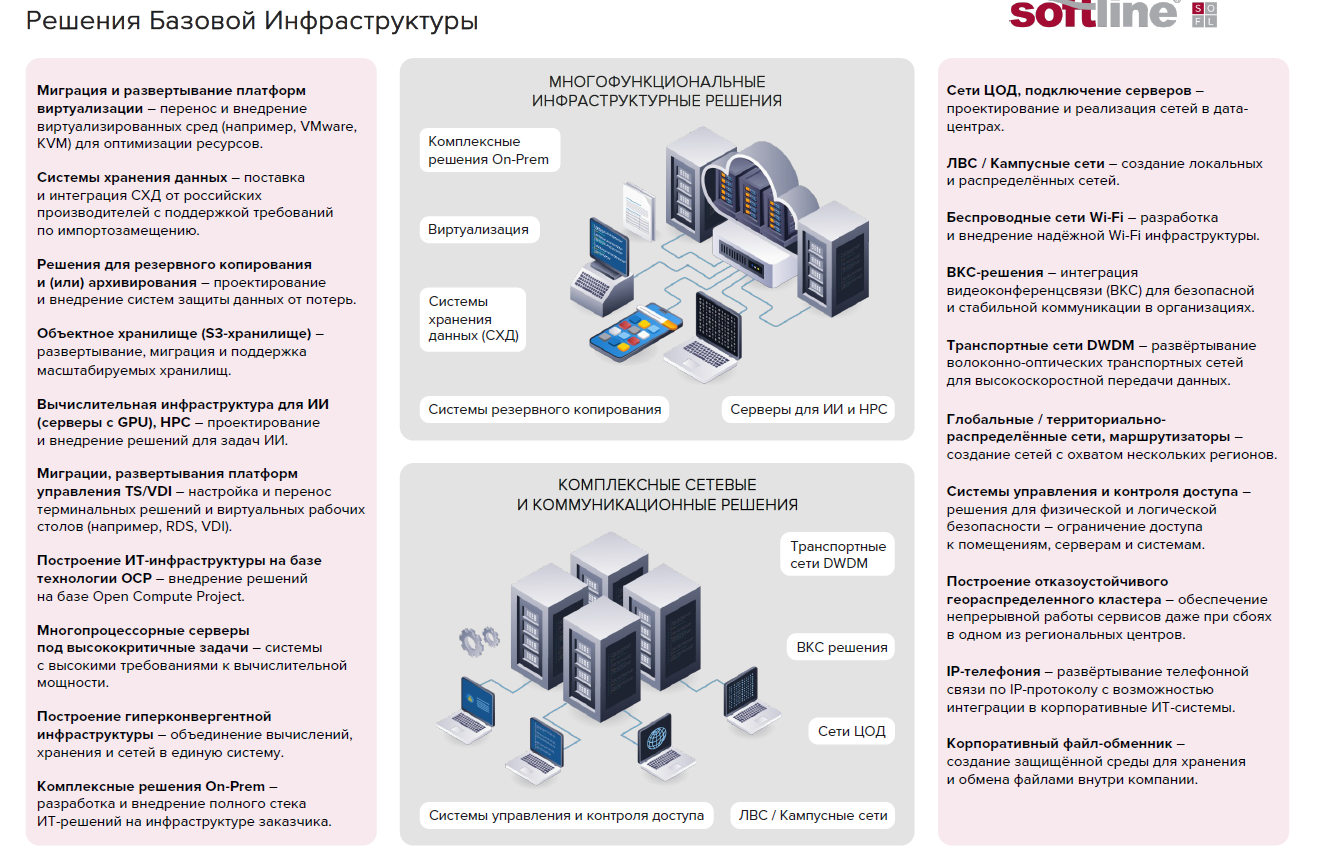 Решения Базовой Инфраструктуры
softline®
S O
F L
Миграция и развертывание платформ
виртуализации – перенос и внедрение
виртуализированных сред (например, VMware,
KVM) для оптимизации ресурсов.
Системы хранения данных – поставка
и интеграция СХД от российских
производителей с поддержкой требований
по импортозамещению.
Решения для резервного копирования
и (или) архивирования – проектирование
и внедрение систем защиты данных от потерь.
Объектное хранилище (S3-хранилище) –
развертывание, миграция и поддержка
масштабируемых хранилищ.
Вычислительная инфраструктура для ИИ
(серверы с GPU), HPC – проектирование
и внедрение решений для задач ИИ.
Миграции, развертывания платформ
управления TS/VDI – настройка и перенос
терминальных решений и виртуальных рабочих
столов (например, RDS, VDI).
Построение ИТ-инфраструктуры на базе
технологии OCP – внедрение решений
на базе Open Compute Project.
Многопроцессорные серверы
под высококритичные задачи – системы
с высокими требованиями к вычислительной
мощности.
Построение гиперконвергентной
инфраструктуры – объединение вычислений,
хранения и сетей в единую систему.
Комплексные решения On-Prem –
разработка и внедрение полного стека
ИТ-решений на инфраструктуре заказчика.
МНОГОФУНКЦИОНАЛЬНЫЕ
ИНФРАСТРУКТУРНЫЕ РЕШЕНИЯ
Комплексные
решения On-Prem
Виртуализация
Системы
хранения
данных (СХД)
Системы резервного копирования
Серверы для ИИ и HPC
КОМПЛЕКСНЫЕ СЕТЕВЫЕ
И КОММУНИКАЦИОННЫЕ РЕШЕНИЯ
Транспортные
сети DWDM
ВКС решения
Сети ЦОД
Системы управления и контроля доступа
ЛВС / Кампусные сети
Сети ЦОД, подключение серверов –
проектирование и реализация сетей в дата-
центрах.
ЛВС / Кампусные сети – создание локальных
и распределённых сетей.
Беспроводные сети Wi-Fi – разработка
и внедрение надёжной Wi-Fi инфраструктуры.
ВКС-решения – интеграция
видеоконференцсвязи (ВКС) для безопасной
и стабильной коммуникации в организациях.
Транспортные сети DWDM – развёртывание
волоконно-оптических транспортных сетей
для высокоскоростной передачи данных.
Глобальные / территориально-
распределённые сети, маршрутизаторы –
создание сетей с охватом нескольких регионов.
Системы управления и контроля доступа –
решения для физической и логической
безопасности – ограничение доступа
к помещениям, серверам и системам.
Построение отказоустойчивого
геораспределенного кластера – обеспечение
непрерывной работы сервисов даже при сбоях
в одном из региональных центров.
IP-телефония – развёртывание телефонной
связи по IP-протоколу с возможностью
интеграции в корпоративные ИТ-системы.
Корпоративный файл-обменник –
создание защищённой среды для хранения
и обмена файлами внутри компании.